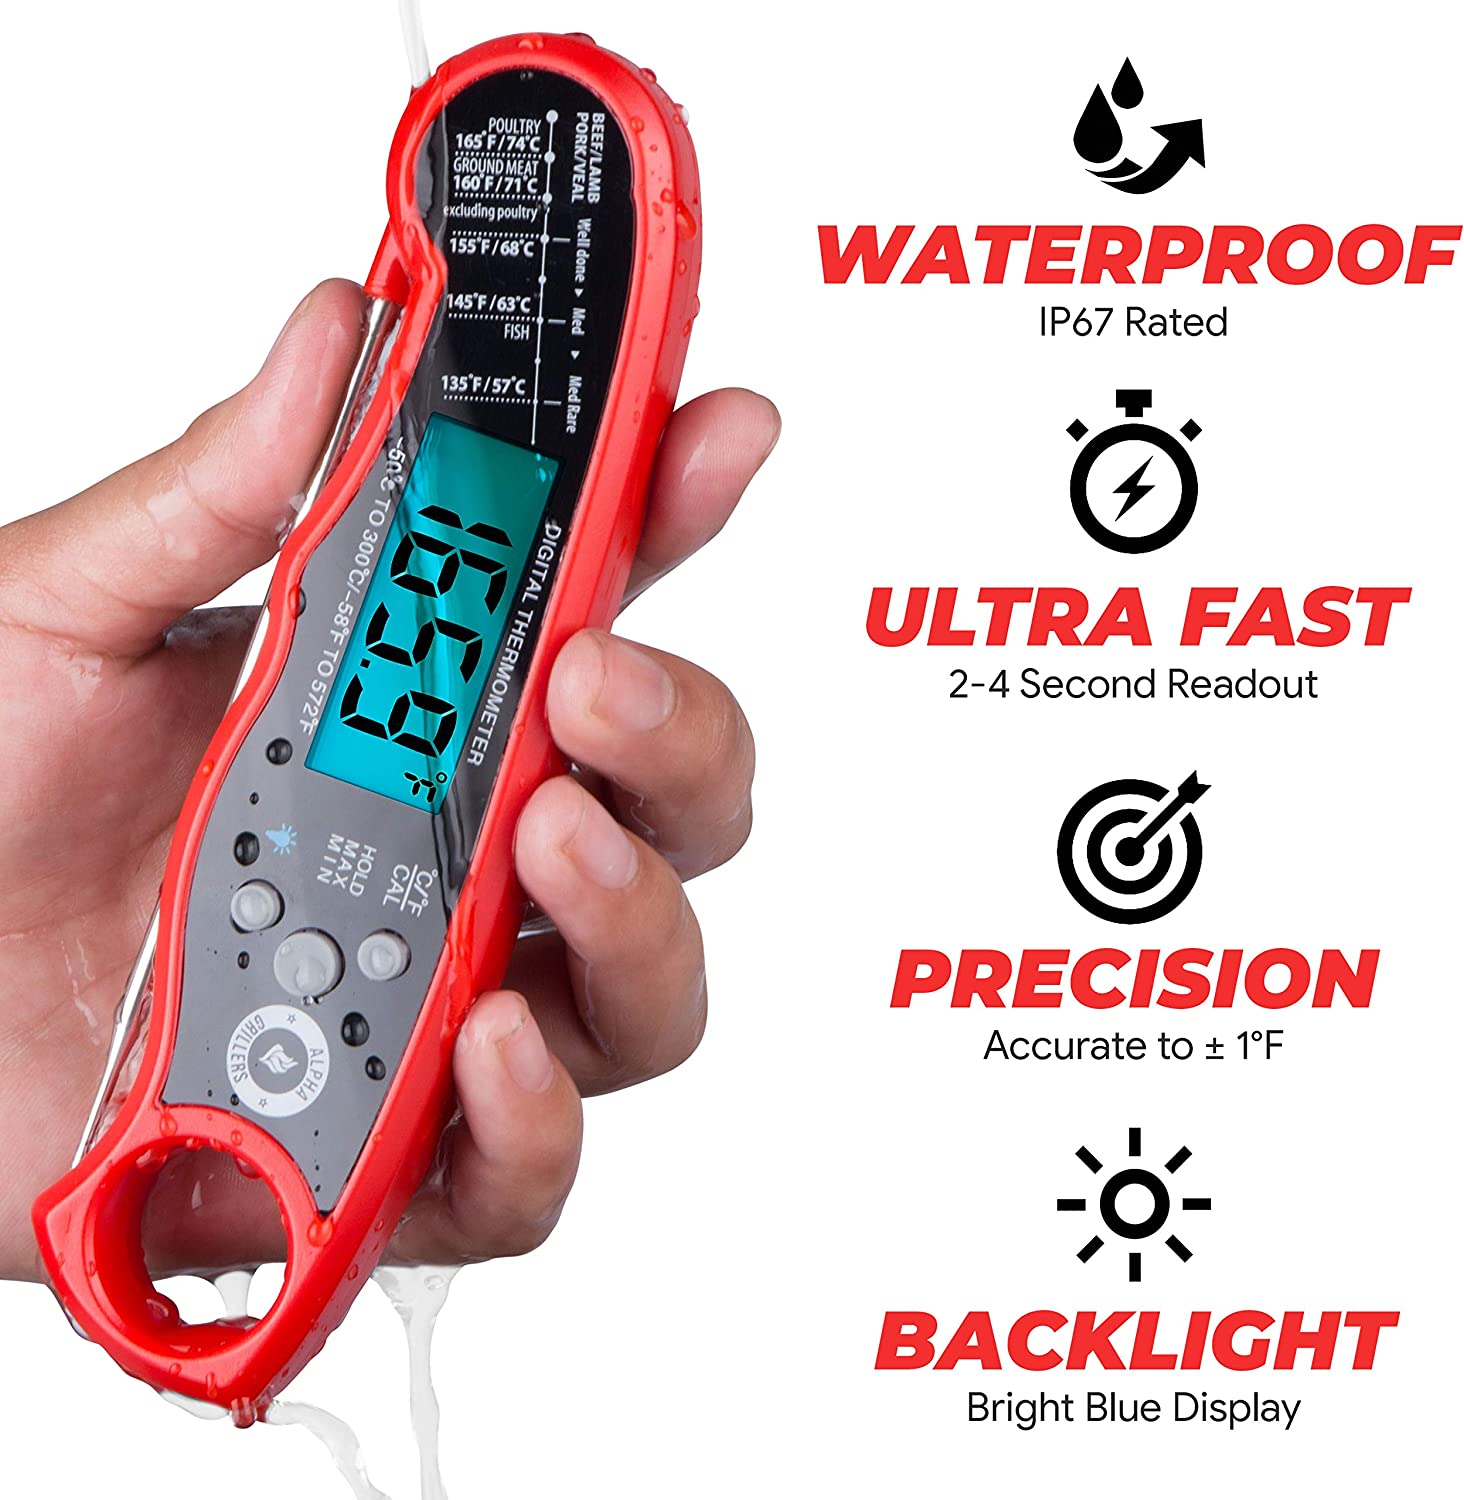 POULTRY
165°F/74°C
GROUND MEAT
160°F/71°C
excluding poultry
155°F/68°C
145°F/63°C
FISH
135°F/57°C
BEEF/LAMB
PORK/VEAL
Well done ▸ Med ▸ Med Rare
-50°C TO 300°C/-58°F TO 572°F
165.9°F
DIGITAL THERMOMETER
HOLD
MAX
MIN
°C/°F
CAL
ALPHA
GRILLERS
WATERPROOF
IP67 Rated
ULTRA FAST
2-4 Second Readout
PRECISION
Accurate to ± 1°F
BACKLIGHT
Bright Blue Display